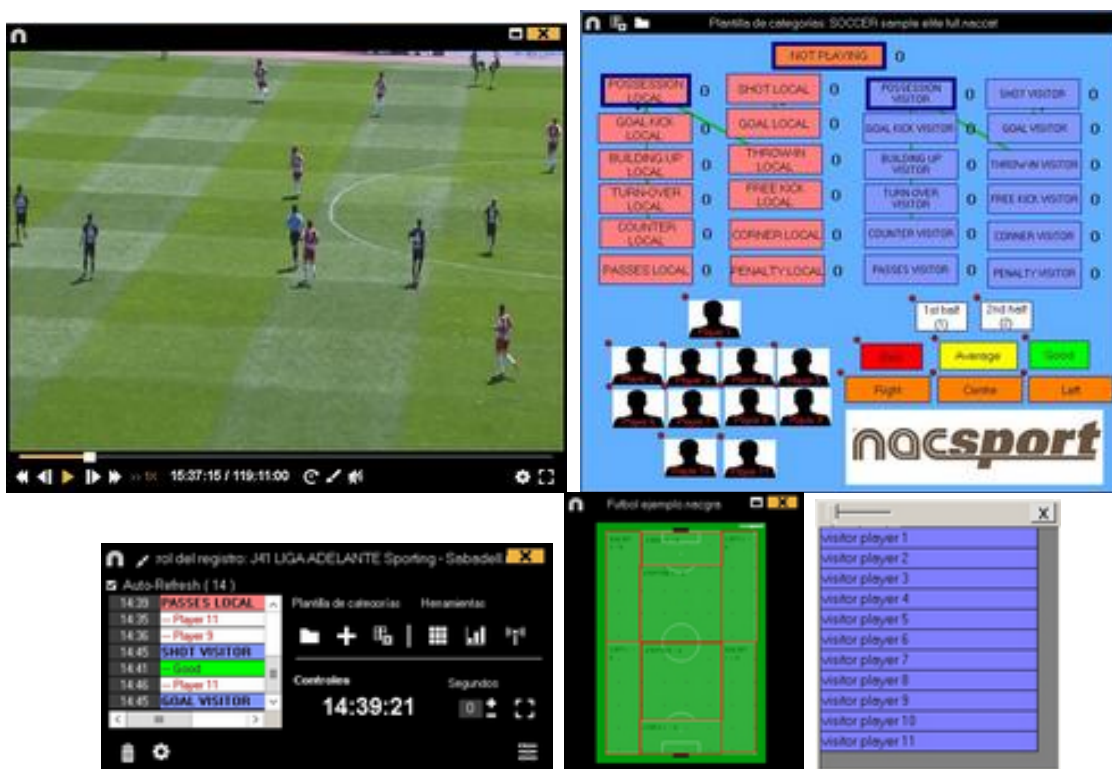 15:37:15 / 119:11:00
1X
Plantilla de categorias: SOCCER sample elite full.naccat
NOT PLAYING 0
POSSESSION LOCAL 0
SHOT LOCAL 0
POSSESSION VISITOR 0
SHOT VISITOR 0
GOAL KICK LOCAL 0
GOAL LOCAL 0
GOAL KICK VISITOR 0
GOAL VISITOR 0
BUILDING UP LOCAL 0
THROW-IN LOCAL 0
BUILDING UP VISITOR 0
THROW-IN VISITOR 0
TURN-OVER LOCAL 0
FREE KICK LOCAL 0
TURN-OVER VISITOR 0
FREE KICK VISITOR 0
COUNTER LOCAL 0
CORNER LOCAL 0
COUNTER VISITOR 0
CORNER VISITOR 0
PASSES LOCAL 0
PENALTY LOCAL 0
PASSES VISITOR 0
PENALTY VISITOR 0
1st half
2nd half
Average
Good
Right
Centre
Left
nacsport
rol del registro: J41 LIGA ADELANTE Sporting - Sabadell
Auto-Refresh ( 14 )
14:39 PASSES LOCAL
14:35 -- Player 11
14:36 -- Player 9
14:45 SHOT VISITOR
14:41 -- Good
14:46 -- Player 11
14:45 GOAL VISITOR
Plantilla de categorías
Herramientas
Controles
Segundos
14:39:21
0
Futbol ejemplo.nacgra
X
visitor player 1
visitor player 2
visitor player 3
visitor player 4
visitor player 5
visitor player 6
visitor player 7
visitor player 8
visitor player 9
visitor player 10
visitor player 11